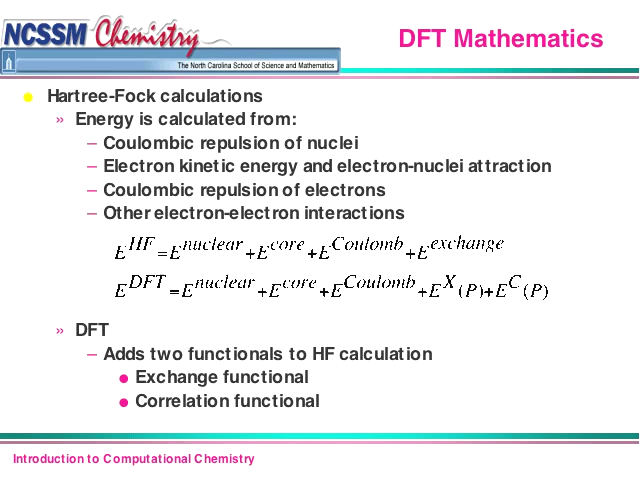 NCSSM Chemistry
The North Carolina School of Science and Mathematics
DFT Mathematics
● Hartree-Fock calculations
» Energy is calculated from:
– Coulombic repulsion of nuclei
– Electron kinetic energy and electron-nuclei attraction
– Coulombic repulsion of electrons
– Other electron-electron interactions
E^HF = E^nuclear + E^core + E^Coulomb + E^exchange
E^DFT = E^nuclear + E^core + E^Coulomb + E^X(P) + E^C(P)
» DFT
– Adds two functionals to HF calculation
● Exchange functional
● Correlation functional
Introduction to Computational Chemistry